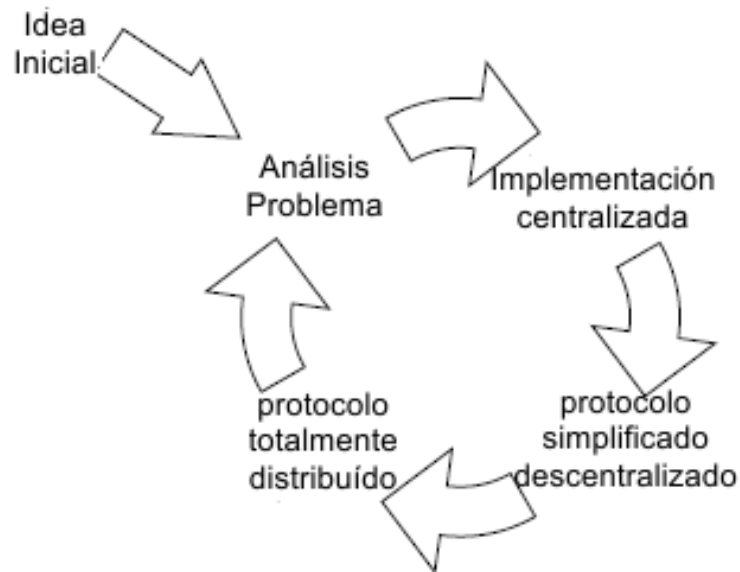 Idea
Inicial
Análisis
Problema
Implementación
centralizada
protocolo
simplificado
descentralizado
protocolo
totalmente
distribuído